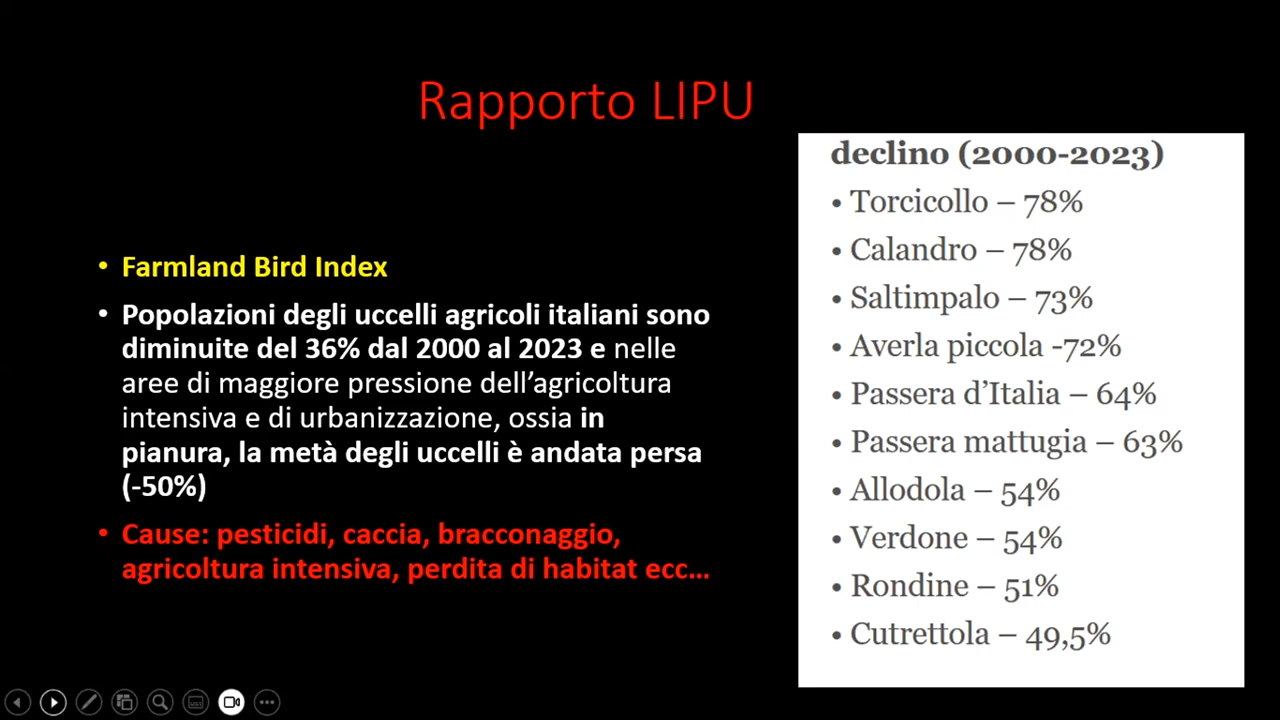 Rapporto LIPU
• Farmland Bird Index
• Popolazioni degli uccelli agricoli italiani sono
diminuite del 36% dal 2000 al 2023 e nelle
aree di maggiore pressione dell’agricoltura
intensiva e di urbanizzazione, ossia in
pianura, la metà degli uccelli è andata persa
(-50%)
• Cause: pesticidi, caccia, bracconaggio,
agricoltura intensiva, perdita di habitat ecc…
declino (2000-2023)
• Torcicollo – 78%
• Calandro – 78%
• Saltimpalo – 73%
• Averla piccola -72%
• Passera d’Italia – 64%
• Passera mattugia – 63%
• Allodola – 54%
• Verdone – 54%
• Rondine – 51%
• Cutrettola – 49,5%